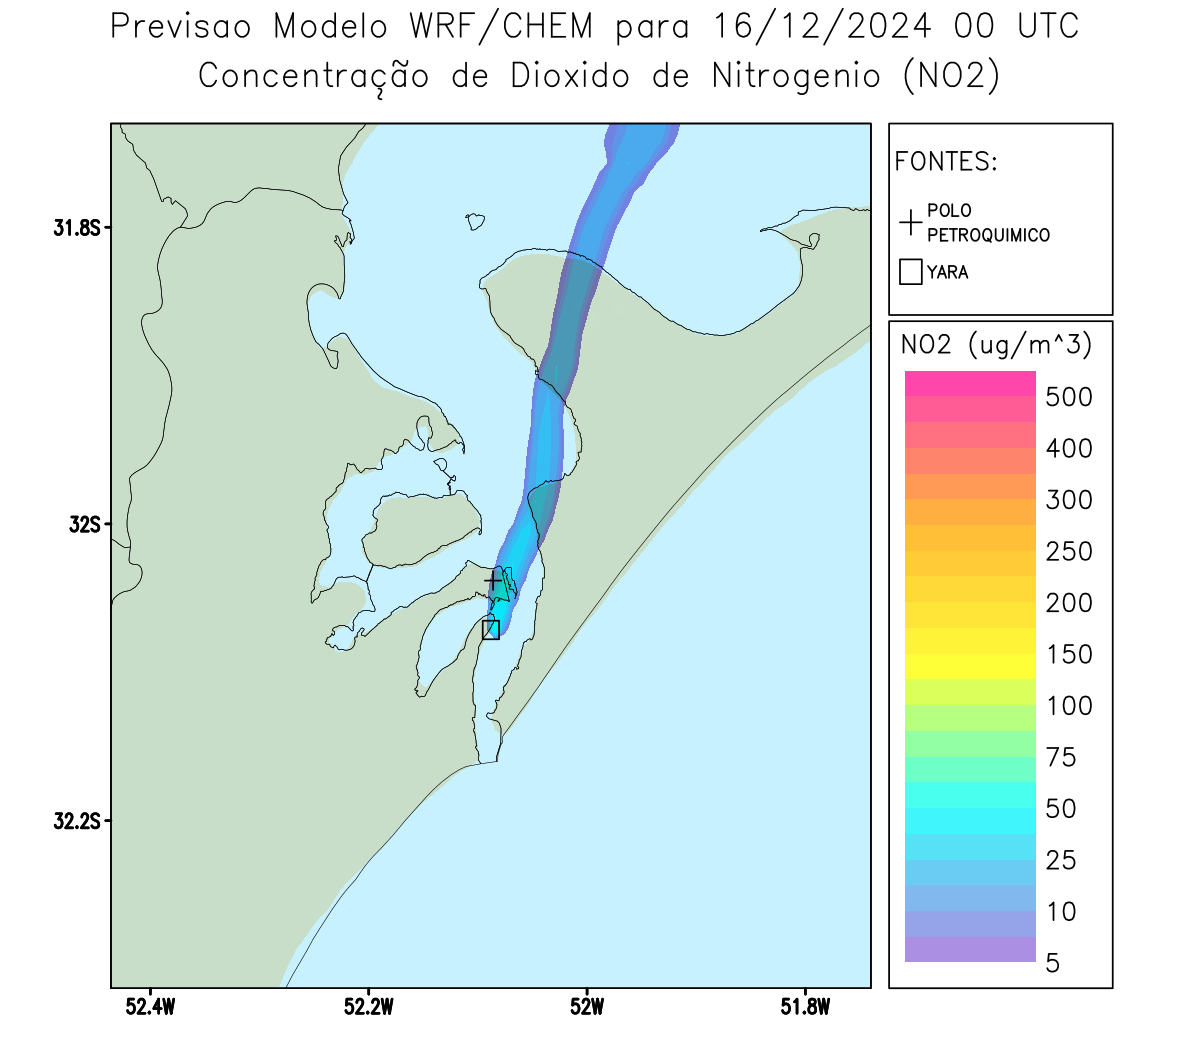 Previsao Modelo WRF/CHEM para 16/12/2024 00 UTC
Concentração de Dioxido de Nitrogenio (NO2)
FONTES:
POLO
PETROQUIMICO
YARA
NO2 (ug/m^3)
500
400
300
250
200
150
100
75
50
25
10
5
31.8S
32S
32.2S
52.4W
52.2W
52W
51.8W